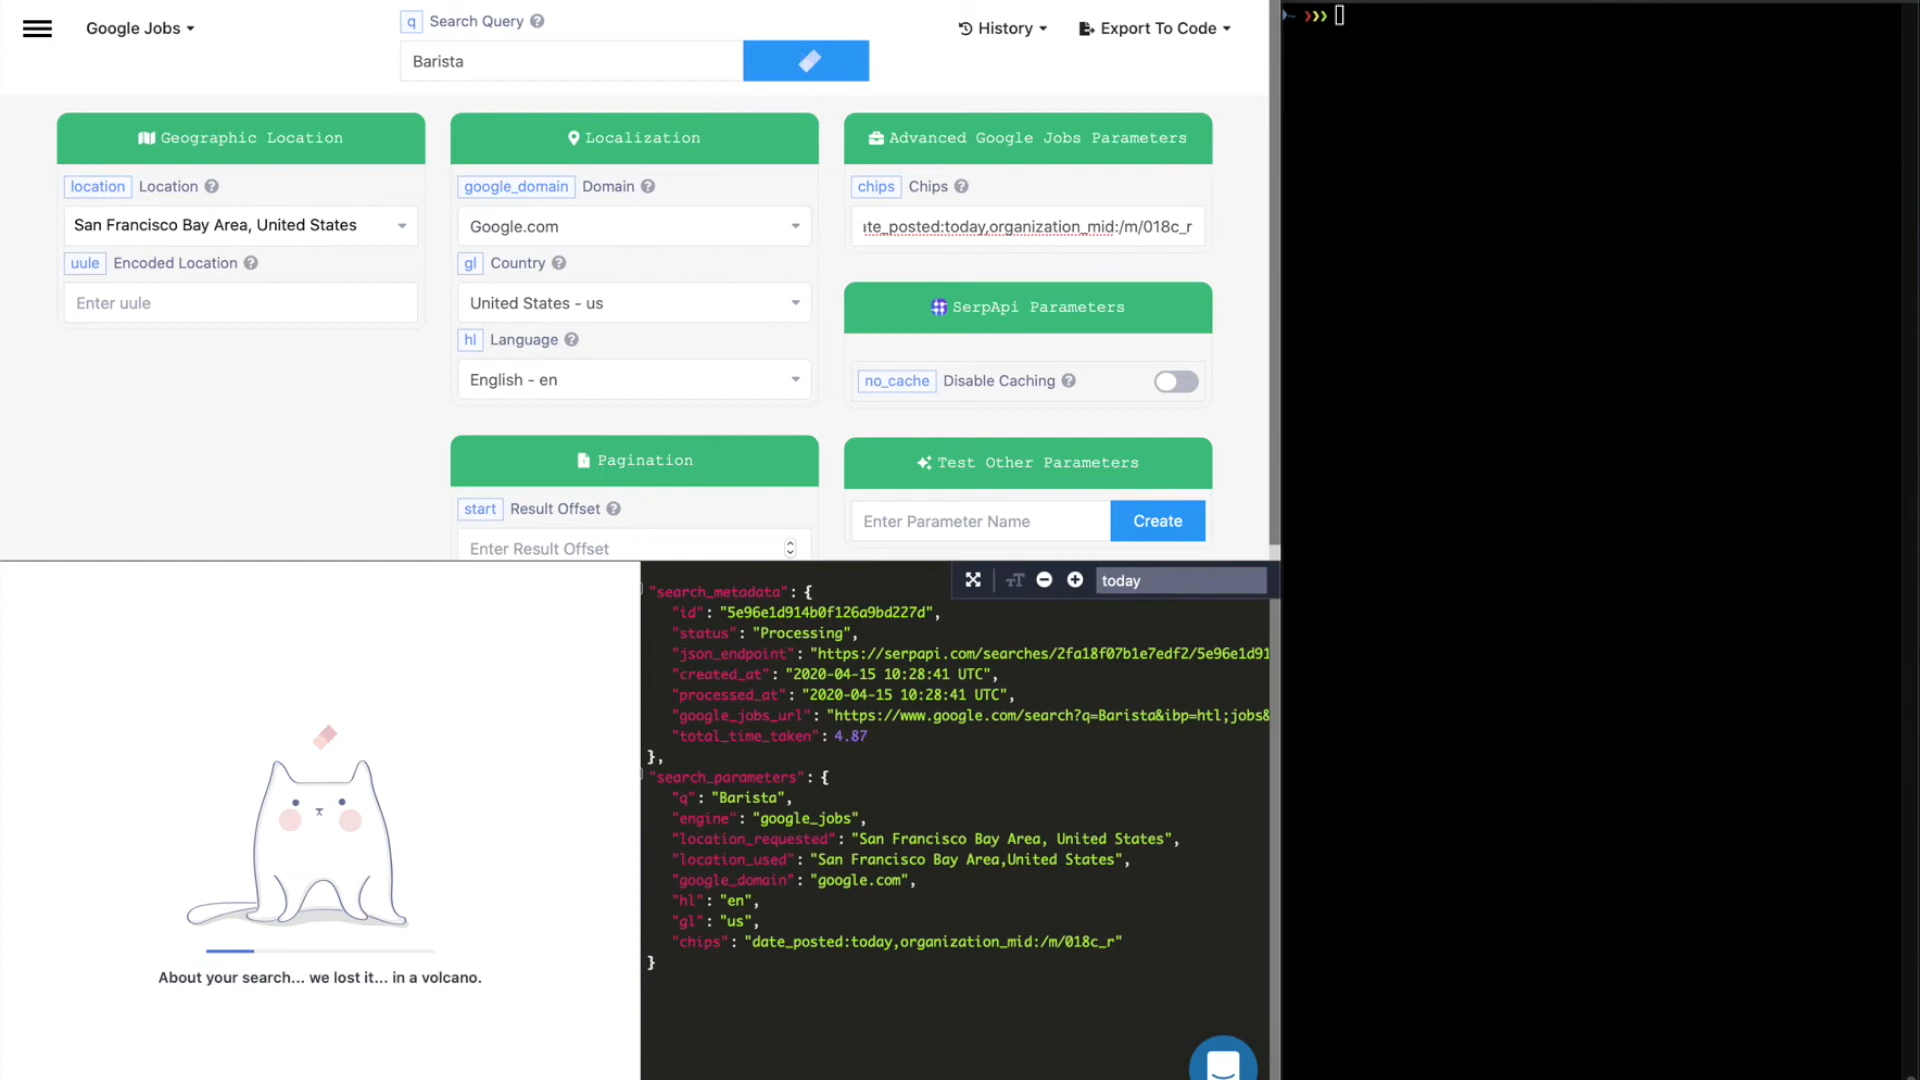 Google Jobs
q Search Query
Barista
History
Export To Code
~ ❯❯❯
Geographic Location
location Location
San Francisco Bay Area, United States
uule Encoded Location
Enter uule
Localization
google_domain Domain
Google.com
gl Country
United States - us
hl Language
English - en
Pagination
start Result Offset
Enter Result Offset
Advanced Google Jobs Parameters
chips Chips
ite_posted:today,organization_mid:/m/018c_r
SerpApi Parameters
no_cache Disable Caching
Test Other Parameters
Enter Parameter Name
Create
About your search... we lost it... in a volcano.
today
"search_metadata": {
"id": "5e96e1d914b0f126a9bd227d",
"status": "Processing",
"json_endpoint": "https://serpapi.com/searches/2fa18f07b1e7edf2/5e96e1d91
"created_at": "2020-04-15 10:28:41 UTC",
"processed_at": "2020-04-15 10:28:41 UTC",
"google_jobs_url": "https://www.google.com/search?q=Barista&ibp=htl;jobs&
"total_time_taken": 4.87
},
"search_parameters": {
"q": "Barista",
"engine": "google_jobs",
"location_requested": "San Francisco Bay Area, United States",
"location_used": "San Francisco Bay Area,United States",
"google_domain": "google.com",
"hl": "en",
"gl": "us",
"chips": "date_posted:today,organization_mid:/m/018c_r"
}